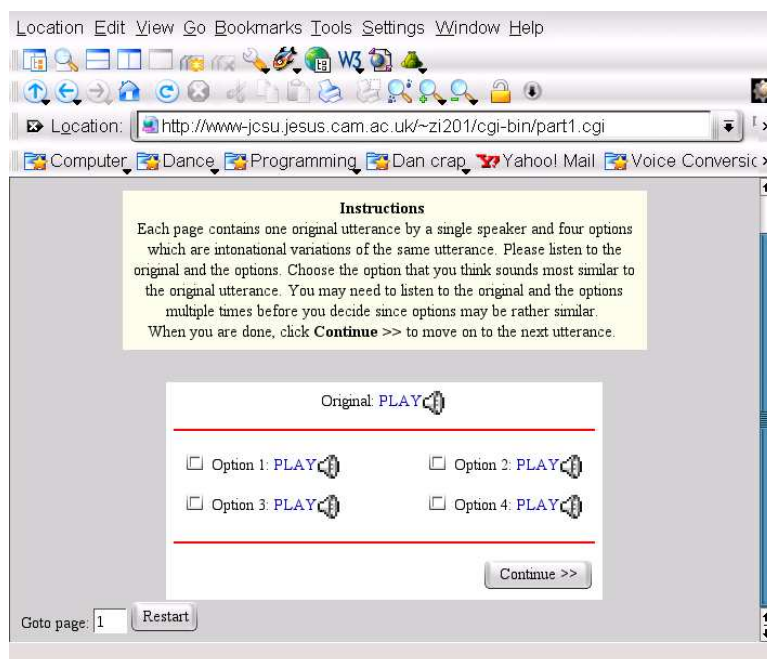 Location Edit View Go Bookmarks Tools Settings Window Help
W3
Location: http://www-jcsu.jesus.cam.ac.uk/~zi201/cgi-bin/part1.cgi
Computer Dance Programming Dan crap Yahoo! Mail Voice Conversic
Instructions
Each page contains one original utterance by a single speaker and four options
which are intonational variations of the same utterance. Please listen to the
original and the options. Choose the option that you think sounds most similar to
the original utterance. You may need to listen to the original and the options
multiple times before you decide since options may be rather similar.
When you are done, click Continue >> to move on to the next utterance.
Original: PLAY
Option 1: PLAY Option 2: PLAY
Option 3: PLAY Option 4: PLAY
Continue >>
Goto page: 1 Restart